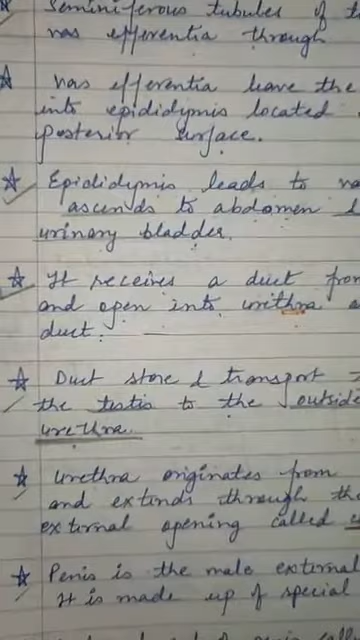 Seminiferous tubules of t
vas efferentia through
vas efferentia leave the
into epididymis located
posterior surface.
Epididymis leads to va
ascends to abdomen &
urinary bladder.
It receives a duct from
and open into urethra a
duct.
Duct store & transport
the testis to the outside
urethra.
urethra originates from
and extends through the
external opening called
Penis is the male external
It is made up of special